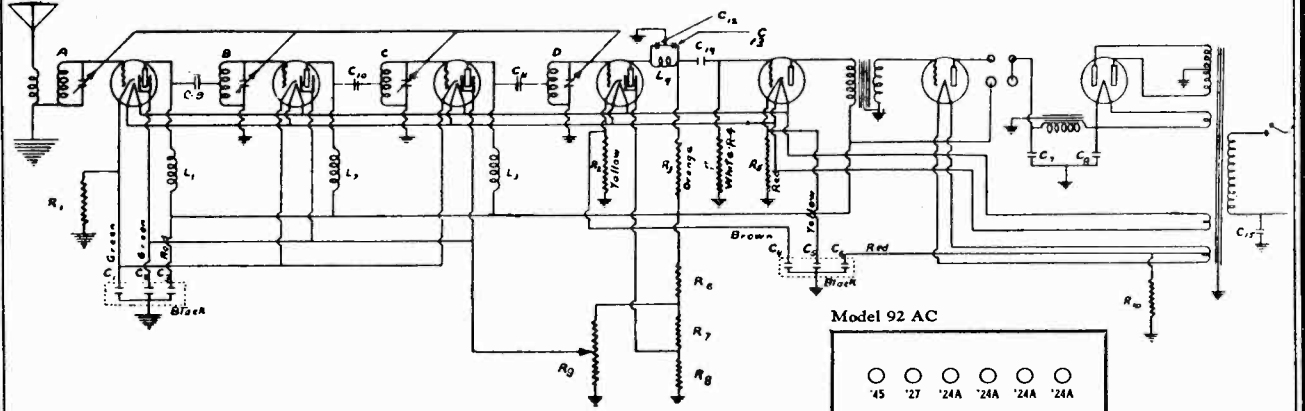 C12
C13
A
B
C
D
C14
C9
C10
C11
L4
L1
L2
L3
R1
R2
Yellow
R3
Orange
White-R4
R5
Red
Green
Green
Red
Yellow
Brown
Red
C1
C2
C3
Black
C4
C5
C6
Black
C7
C8
C15
R6
R7
R8
R9
R10
Model 92 AC
'45 '27 '24A '24A '24A '24A